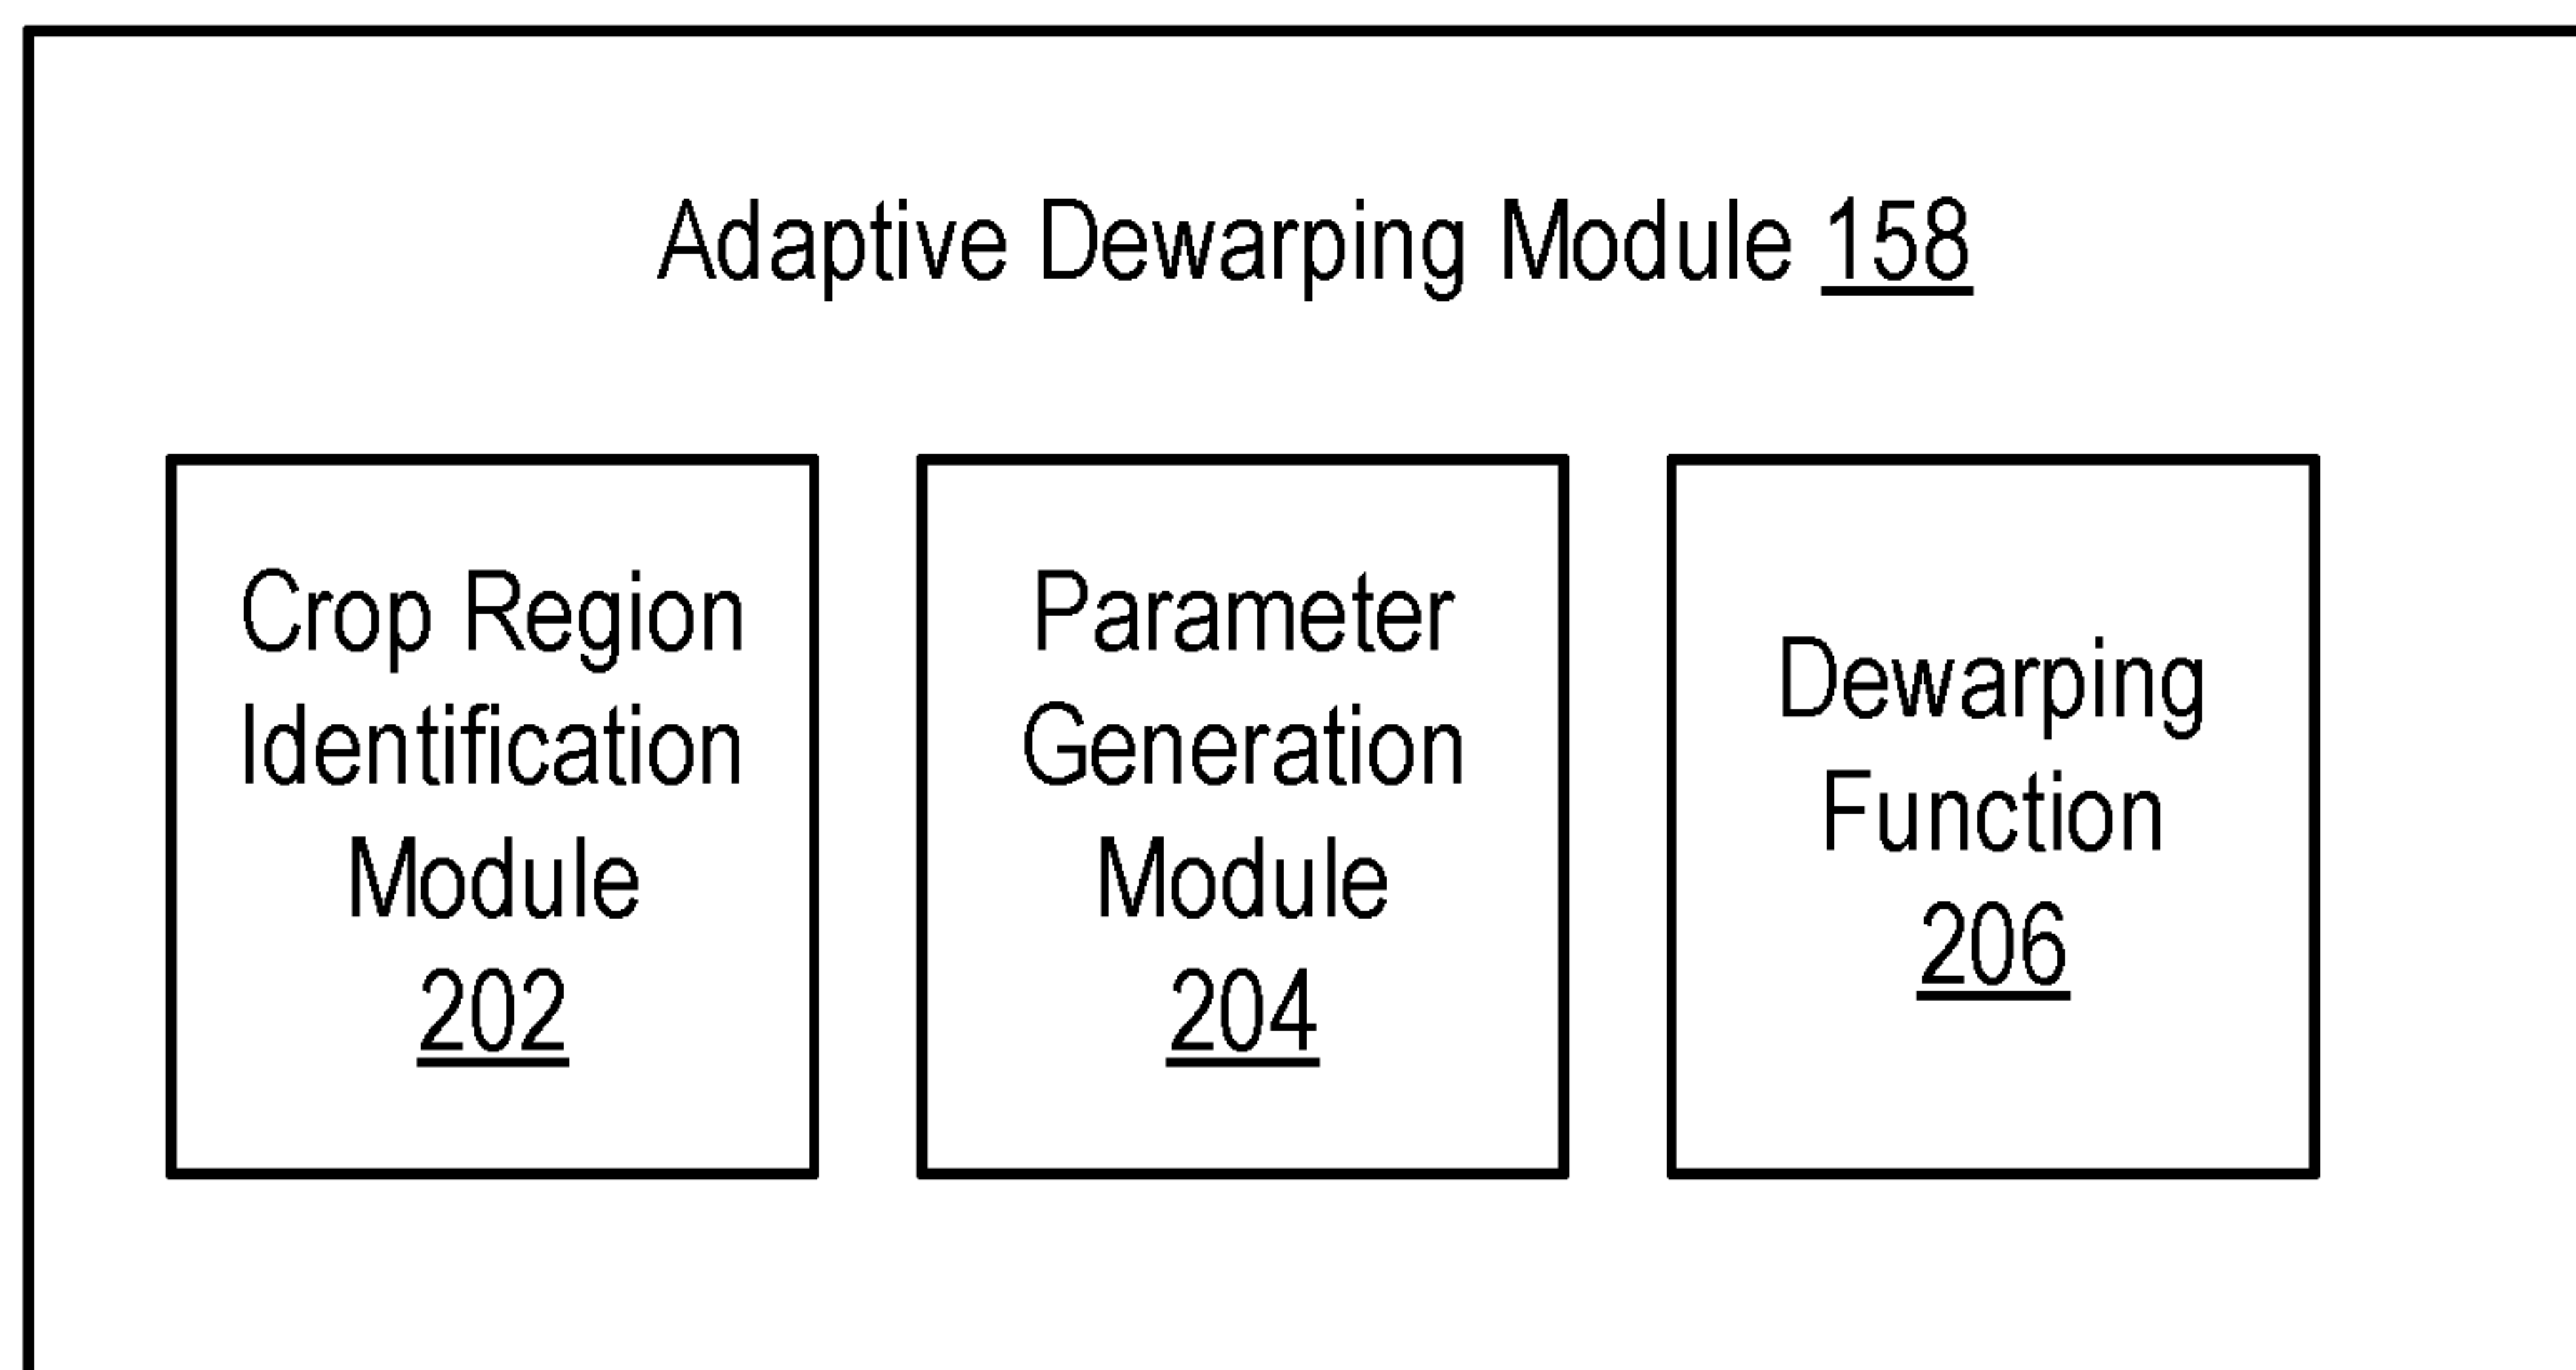 Adaptive Dewarping Module 158
Crop Region
Identification
Module
202
Parameter
Generation
Module
204
Dewarping
Function
206